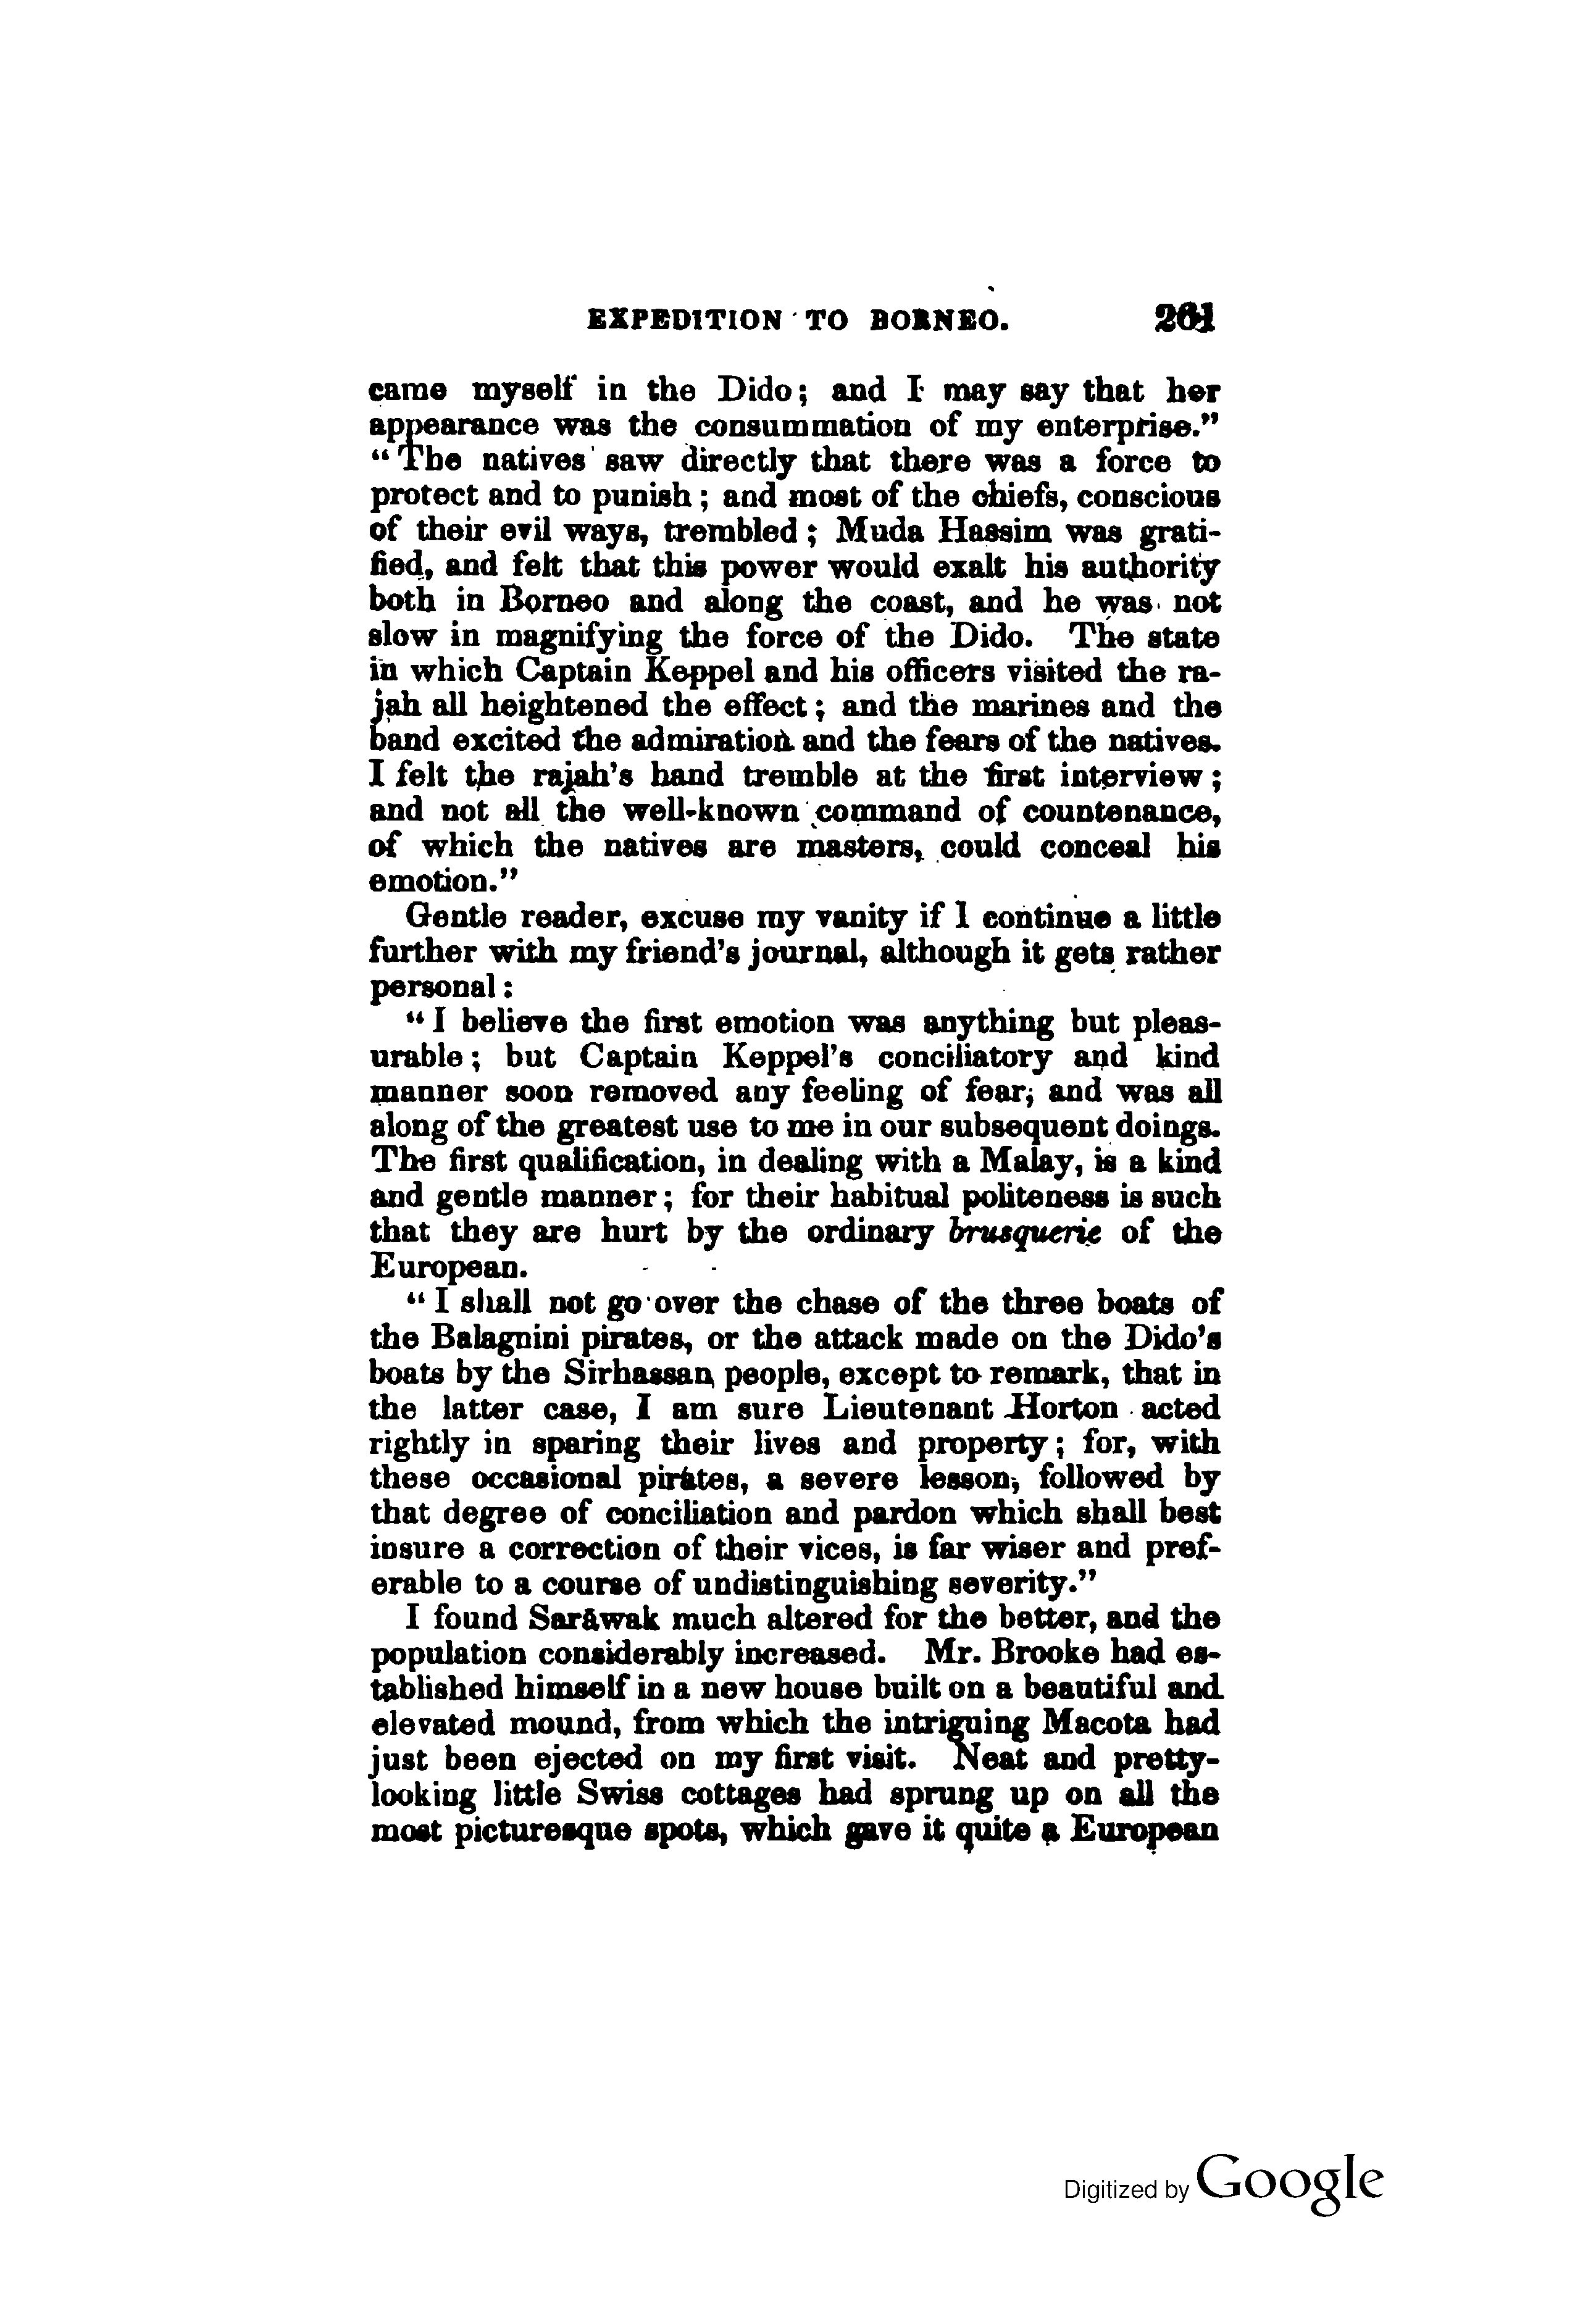 EXPEDITION TO BORNEO. 261
came myself in the Dido; and I may say that her
appearance was the consummation of my enterprise."
"The natives saw directly that there was a force to
protect and to punish; and most of the chiefs, conscious
of their evil ways, trembled; Muda Hassim was grati-
fied, and felt that this power would exalt his authority
both in Borneo and along the coast, and he was not
slow in magnifying the force of the Dido. The state
in which Captain Keppel and his officers visited the ra-
jah all heightened the effect; and the marines and the
band excited the admiration and the fears of the natives.
I felt the rajah's hand tremble at the first interview;
and not all the well-known command of countenance,
of which the natives are masters, could conceal his
emotion."
Gentle reader, excuse my vanity if I continue a little
further with my friend's journal, although it gets rather
personal:
"I believe the first emotion was anything but pleas-
urable; but Captain Keppel's conciliatory and kind
manner soon removed any feeling of fear; and was all
along of the greatest use to me in our subsequent doings.
The first qualification, in dealing with a Malay, is a kind
and gentle manner; for their habitual politeness is such
that they are hurt by the ordinary brusquerie of the
European.
"I shall not go over the chase of the three boats of
the Balagnini pirates, or the attack made on the Dido's
boats by the Sirhassan people, except to remark, that in
the latter case, I am sure Lieutenant Horton acted
rightly in sparing their lives and property; for, with
these occasional pirates, a severe lesson, followed by
that degree of conciliation and pardon which shall best
insure a correction of their vices, is far wiser and pref-
erable to a course of undistinguishing severity."
I found Sarāwak much altered for the better, and the
population considerably increased. Mr. Brooke had es-
tablished himself in a new house built on a beautiful and
elevated mound, from which the intriguing Macota had
just been ejected on my first visit. Neat and pretty-
looking little Swiss cottages had sprung up on all the
most picturesque spots, which gave it quite a European
Digitized by Google